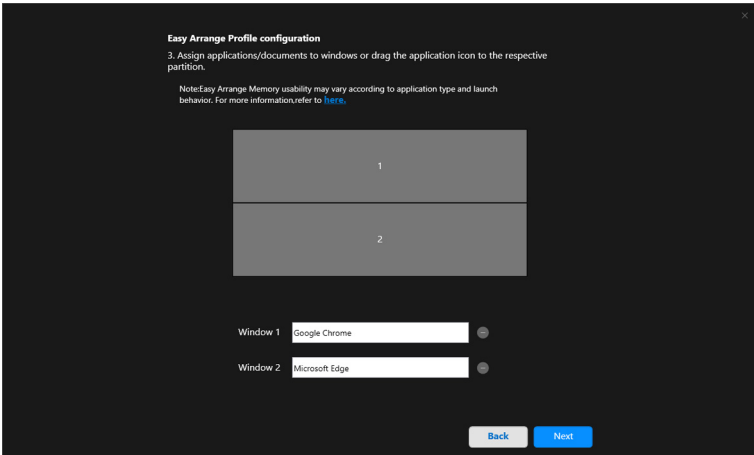 Easy Arrange Profile configuration
3. Assign applications/documents to windows or drag the application icon to the respective
partition.
Note:Easy Arrange Memory usability may vary according to application type and launch
behavior. For more information,refer to here.
1
2
Window 1 Google Chrome
Window 2 Microsoft Edge
Back Next